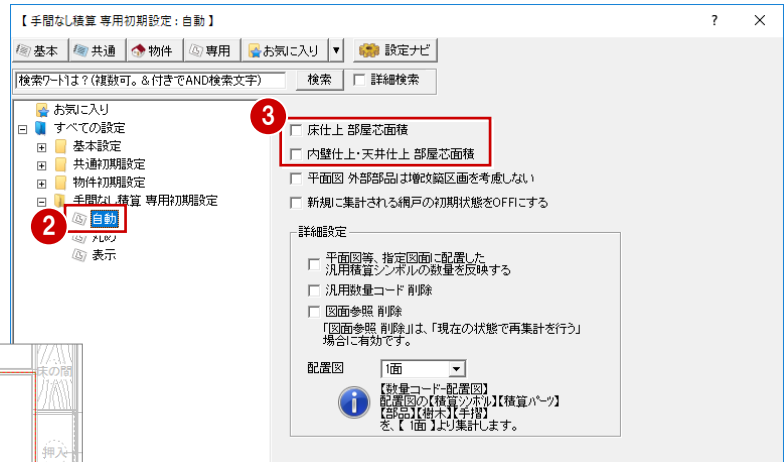 【 手間なし積算 専用初期設定 : 自動 】
? ×
基本 共通 物件 専用 お気に入り ▼ 設定ナビ
検索ワードは？(複数可。＆付きでAND検索文字) 検索 詳細検索
お気に入り
すべての設定
基本設定
共通初期設定
物件初期設定
手間なし積算 専用初期設定
2
自動
丸め
表示
3
床仕上 部屋芯面積
内壁仕上・天井仕上 部屋芯面積
平面図 外部部品は増改築区画を考慮しない
新規に集計される網戸の初期状態をOFFにする
詳細設定
平面図等、指定図面に配置した
汎用積算シンボルの数量を反映する
汎用数量コード 削除
図面参照 削除
「図面参照 削除」は、「現在の状態で再集計を行う」
場合に有効です。
配置図 1面
【数量コード-配置図】
配置図の【積算シンボル】【積算パーツ】
【部品】【樹木】【手摺】
を、【 1面 】より集計します。
床の間
押入